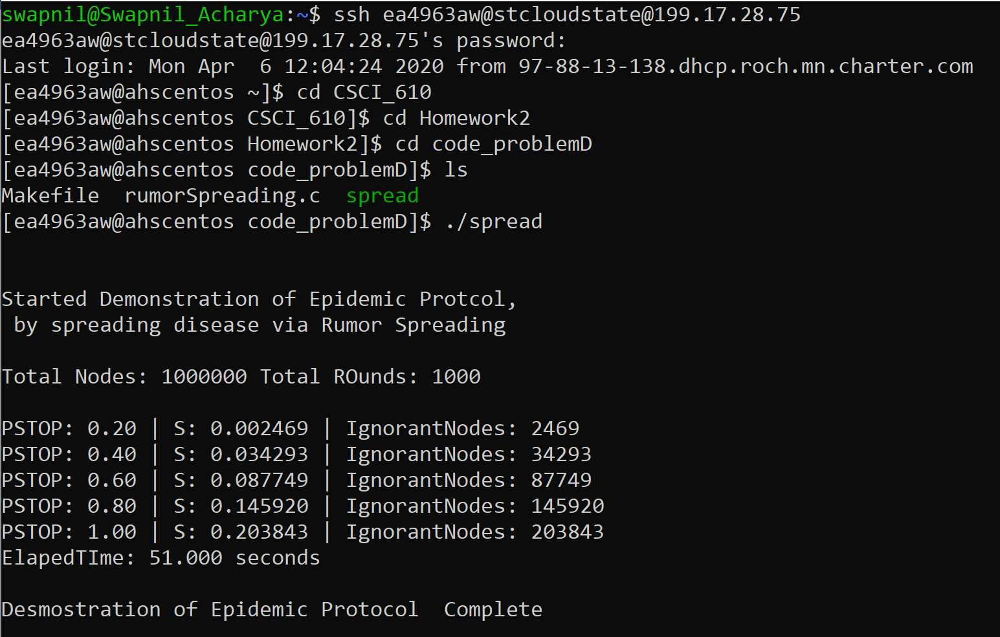 swapnil@Swapnil_Acharya:~$ ssh ea4963aw@stcloudstate@199.17.28.75
ea4963aw@stcloudstate@199.17.28.75's password:
Last login: Mon Apr  6 12:04:24 2020 from 97-88-13-138.dhcp.roch.mn.charter.com
[ea4963aw@ahscentos ~]$ cd CSCI_610
[ea4963aw@ahscentos CSCI_610]$ cd Homework2
[ea4963aw@ahscentos Homework2]$ cd code_problemD
[ea4963aw@ahscentos code_problemD]$ ls
Makefile  rumorSpreading.c  spread
[ea4963aw@ahscentos code_problemD]$ ./spread
Started Demonstration of Epidemic Protcol,
 by spreading disease via Rumor Spreading
Total Nodes: 1000000 Total ROunds: 1000
PSTOP: 0.20 | S: 0.002469 | IgnorantNodes: 2469
PSTOP: 0.40 | S: 0.034293 | IgnorantNodes: 34293
PSTOP: 0.60 | S: 0.087749 | IgnorantNodes: 87749
PSTOP: 0.80 | S: 0.145920 | IgnorantNodes: 145920
PSTOP: 1.00 | S: 0.203843 | IgnorantNodes: 203843
ElapedTIme: 51.000 seconds
Desmostration of Epidemic Protocol  Complete